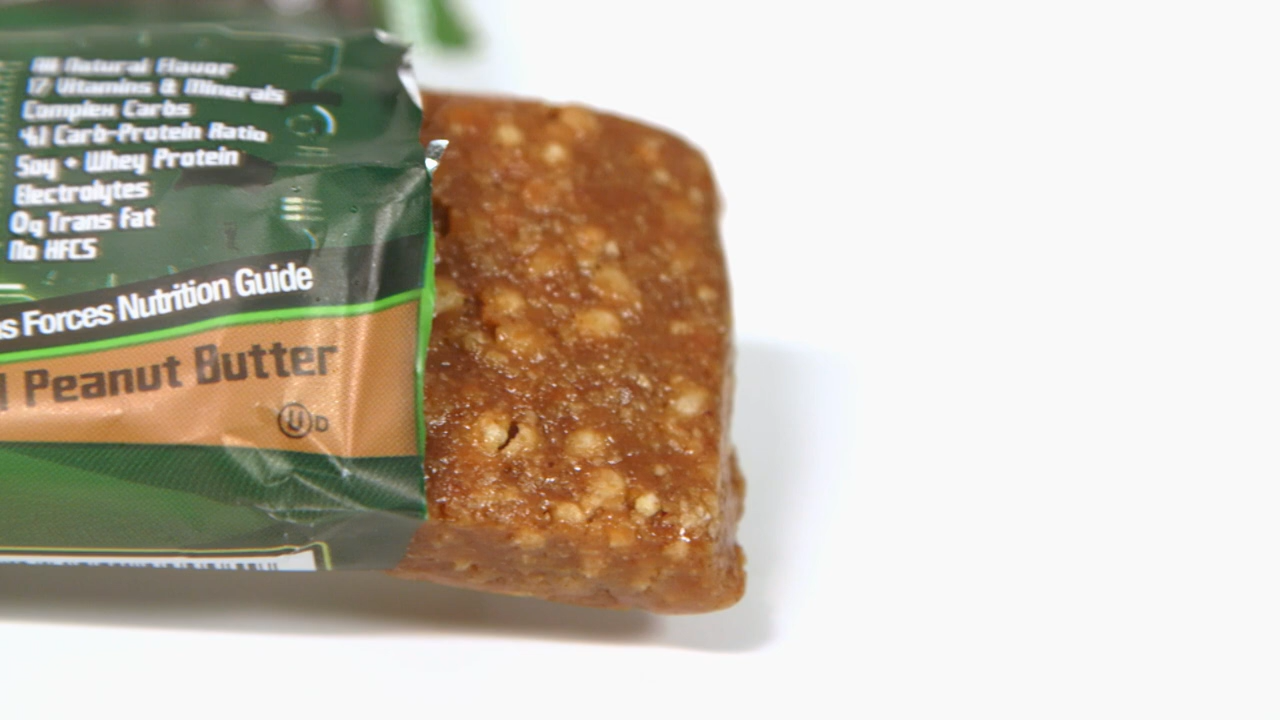 All Natural Flavor
17 Vitamins & Minerals
Complex Carbs
4:1 Carb-Protein Ratio
Soy + Whey Protein
Electrolytes
0g Trans Fat
No HFCS
s Forces Nutrition Guide
Peanut Butter
U D